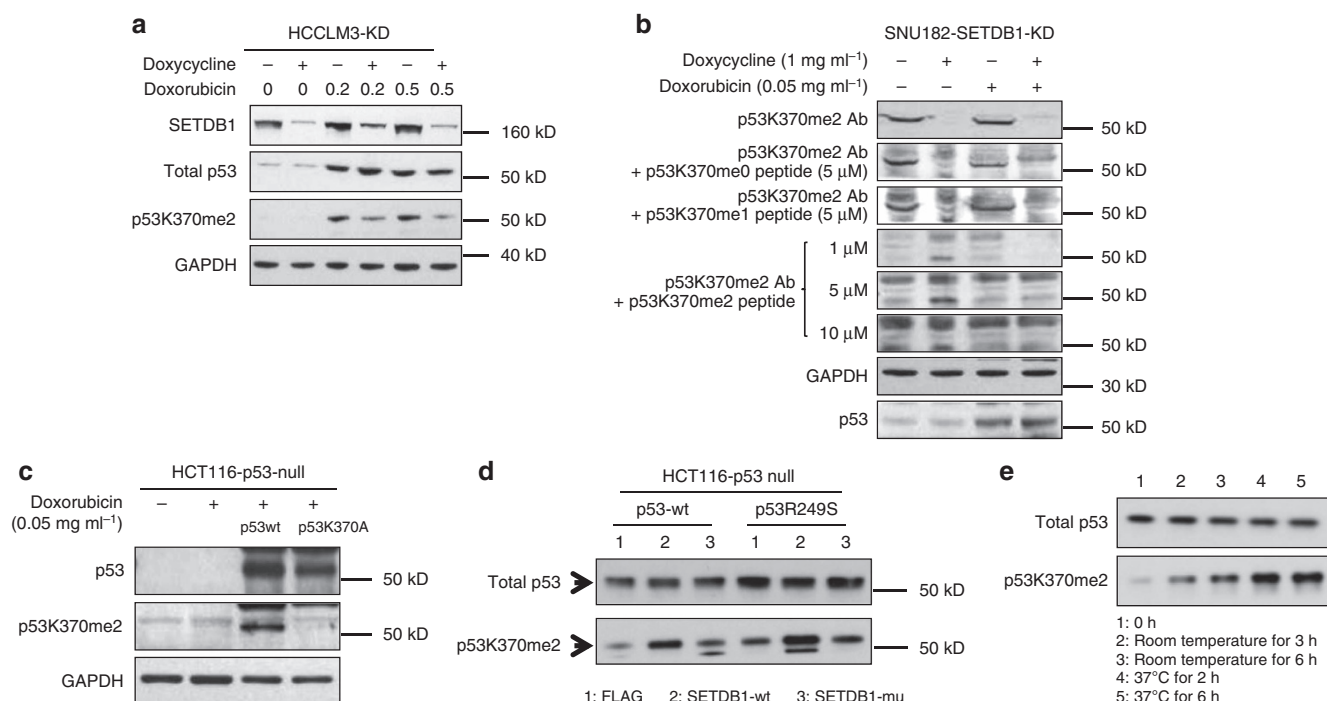 a
HCCLM3-KD
Doxycycline – + – + – +
Doxorubicin 0 0 0.2 0.2 0.5 0.5
SETDB1
160 kD
Total p53
50 kD
p53K370me2
50 kD
40 kD
GAPDH
b
SNU182-SETDB1-KD
Doxycycline (1 mg ml–1) – + – +
Doxorubicin (0.05 mg ml–1) – – + +
p53K370me2 Ab
50 kD
p53K370me2 Ab
+ p53K370me0 peptide (5 μM)
50 kD
p53K370me2 Ab
+ p53K370me1 peptide (5 μM)
50 kD
1 μM
50 kD
p53K370me2 Ab
+ p53K370me2 peptide
5 μM
50 kD
10 μM
50 kD
GAPDH
30 kD
p53
50 kD
c
HCT116-p53-null
Doxorubicin – + + +
(0.05 mg ml–1) p53wt p53K370A
p53
50 kD
p53K370me2
50 kD
GAPDH
d
HCT116-p53 null
p53-wt p53R249S
1 2 3 1 2 3
Total p53
50 kD
p53K370me2
50 kD
1: FLAG 2: SETDB1-wt 3: SETDB1-mu
e
1 2 3 4 5
Total p53
p53K370me2
1: 0 h
2: Room temperature for 3 h
3: Room temperature for 6 h
4: 37°C for 2 h
5: 37°C for 6 h